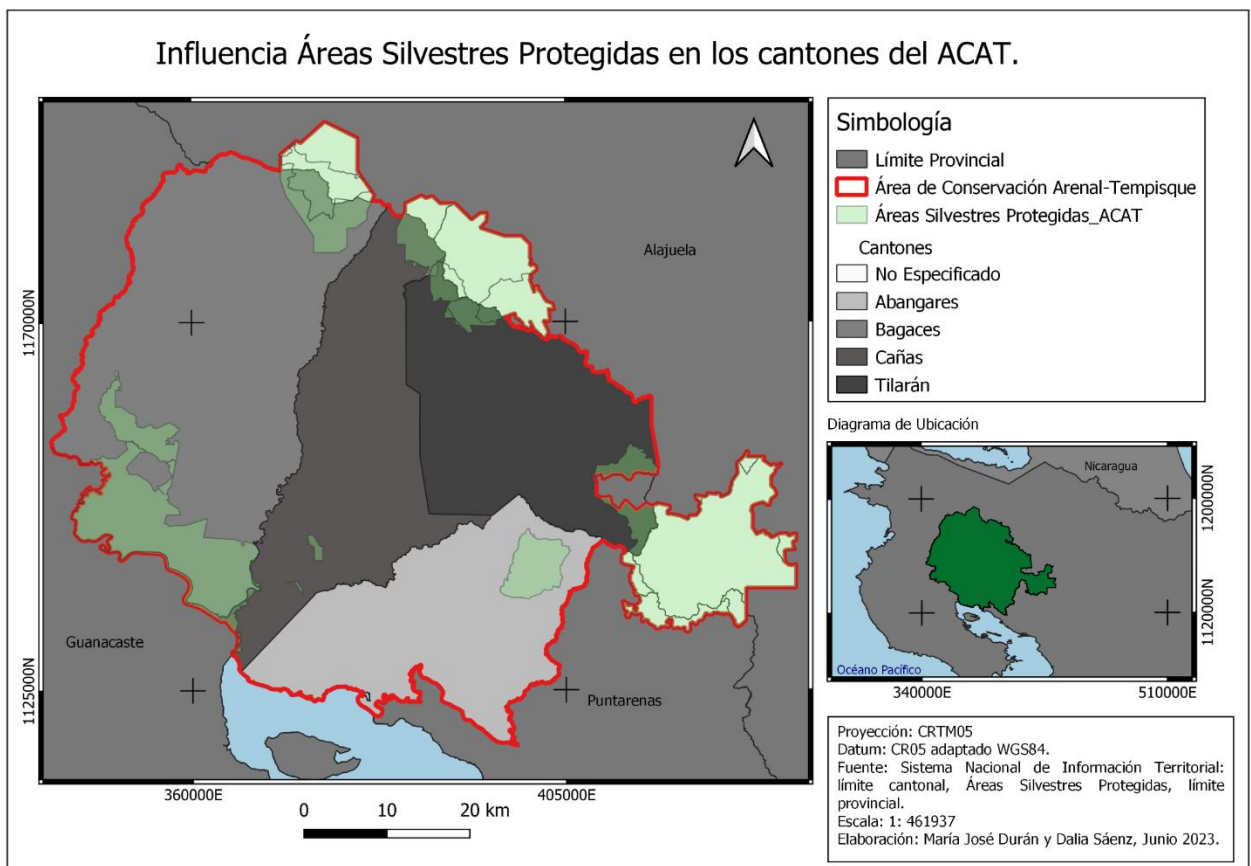 Influencia Áreas Silvestres Protegidas en los cantones del ACAT.
Alajuela
1170000N
405000E
Guanacaste
1125000N
Puntarenas
360000E
405000E
0 10 20 km
Simbología
Límite Provincial
Área de Conservación Arenal-Tempisque
Áreas Silvestres Protegidas_ACAT
Cantones
No Especificado
Abangares
Bagaces
Cañas
Tilarán
Diagrama de Ubicación
Nicaragua
1200000N
1120000N
Océano Pacífico
3400000E
510000E
Proyección: CRTM05
Datum: CR05 adaptado WGS84.
Fuente: Sistema Nacional de Información Territorial:
límite cantonal, Áreas Silvestres Protegidas, límite
provincial.
Escala: 1: 461937
Elaboración: María José Durán y Dalia Sáenz, Junio 2023.